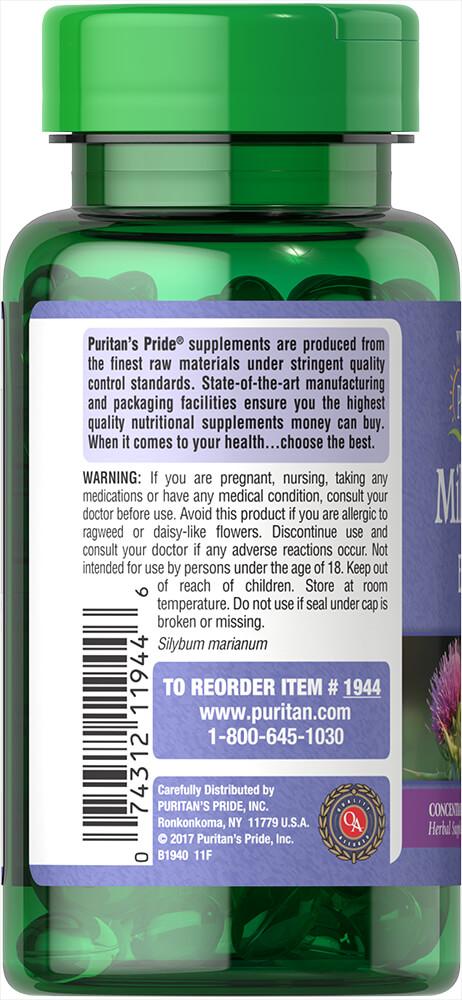 Puritan's Pride® supplements are produced from
the finest raw materials under stringent quality
control standards. State-of-the-art manufacturing
and packaging facilities ensure you the highest
quality nutritional supplements money can buy.
When it comes to your health...choose the best.
WARNING: If you are pregnant, nursing, taking any
medications or have any medical condition, consult your
doctor before use. Avoid this product if you are allergic to
ragweed or daisy-like flowers. Discontinue use and
consult your doctor if any adverse reactions occur. Not
intended for use by persons under the age of 18. Keep out
of reach of children. Store at room
temperature. Do not use if seal under cap is
broken or missing.
Silybum marianum
0 74312 11944 6
TO REORDER ITEM # 1944
www.puritan.com
1-800-645-1030
Carefully Distributed by
PURITAN'S PRIDE, INC.
Ronkonkoma, NY 11779 U.S.A.
© 2017 Puritan's Pride, Inc.
B1940 11F
QUALITY
QA
Mi
CONCENT
Herbal Sup